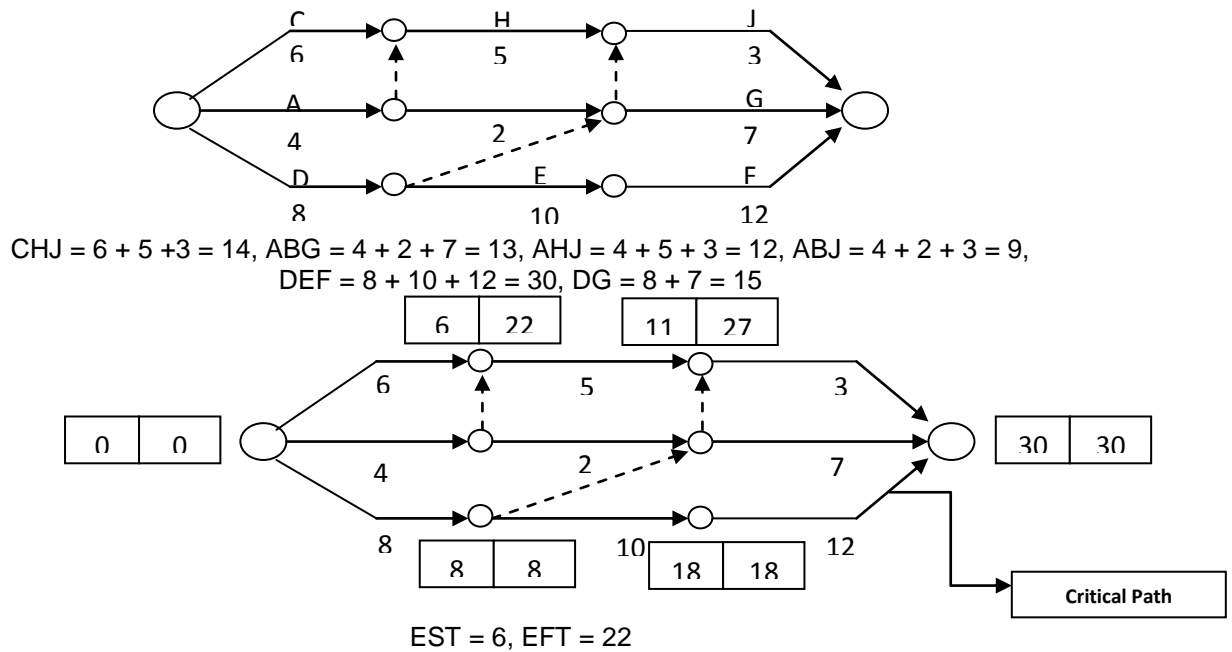 C H J
6 5 3
A G
4 2 7
D E F
8 10 12
CHJ = 6 + 5 +3 = 14, ABG = 4 + 2 + 7 = 13, AHJ = 4 + 5 + 3 = 12, ABJ = 4 + 2 + 3 = 9,
DEF = 8 + 10 + 12 = 30, DG = 8 + 7 = 15
6 22 11 27
6 5 3
0 0 30 30
4 2 7
8 10 12
8 8 18 18
Critical Path
EST = 6, EFT = 22